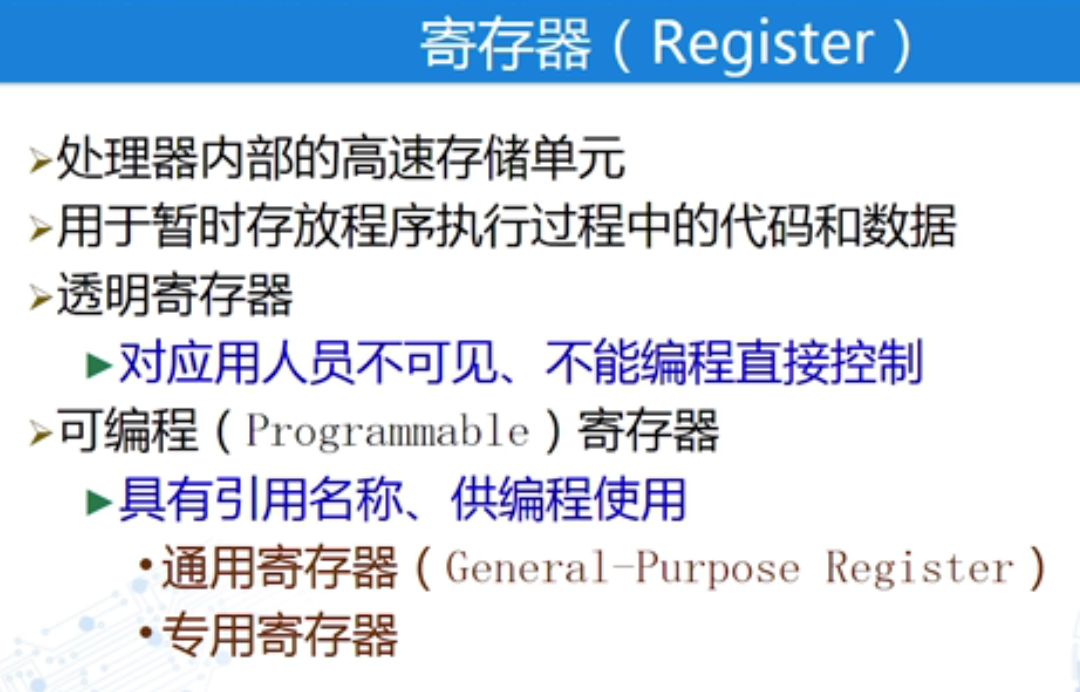 寄存器（Register）
处理器内部的高速存储单元
用于暂时存放程序执行过程中的代码和数据
透明寄存器
对应用人员不可见、不能编程直接控制
可编程（Programmable）寄存器
具有引用名称、供编程使用
•通用寄存器（General-Purpose Register）
•专用寄存器